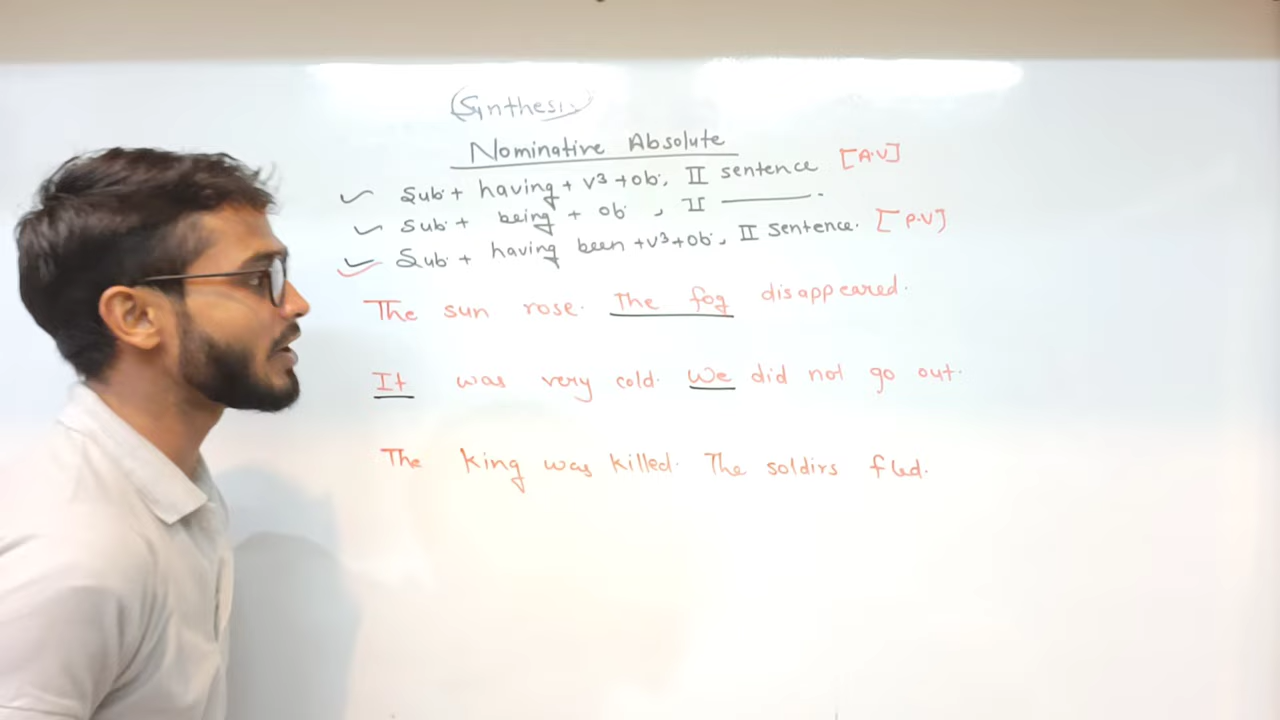 (Synthesis)
Nominative Absolute
Sub + having + v3 + ob, II sentence [A.V]
Sub + being + ob , II ———.
Sub + having been + v3 + ob, II sentence. [P.V]
The sun rose. The fog disappeared.
It was very cold. We did not go out.
The king was killed. The soldirs fled.